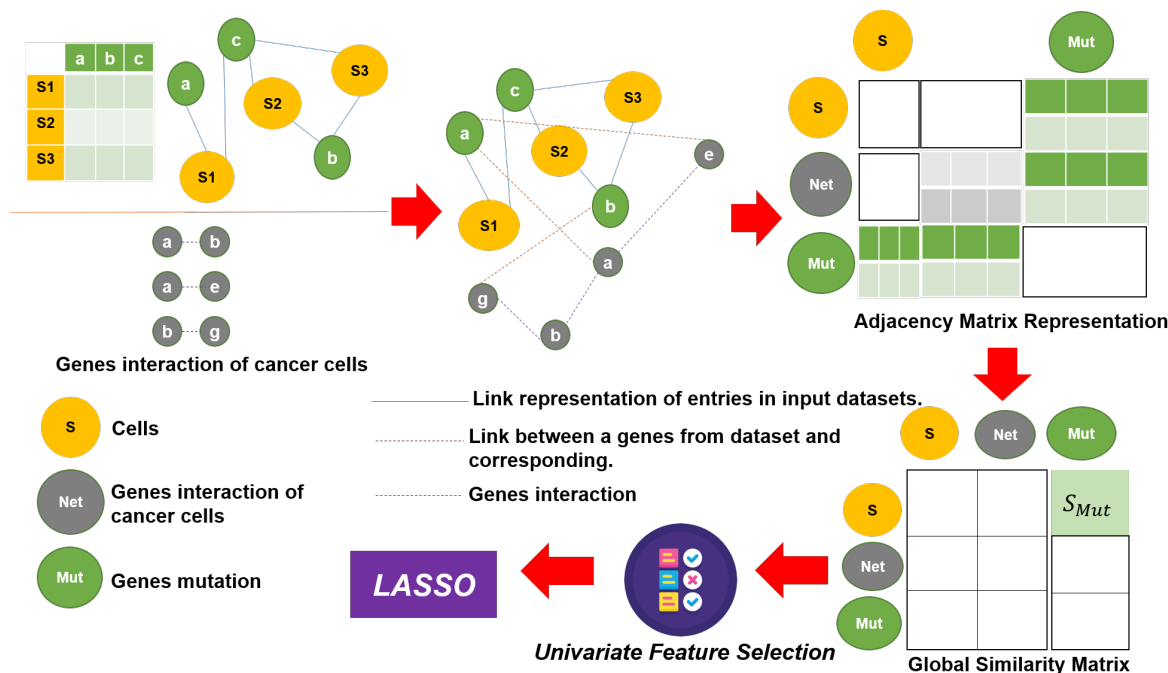 a b c
S1
S2
S3
a
c
S1
S2
S3
b
a b
a e
b g
Genes interaction of cancer cells
a
c
S1
S2
S3
b
e
a
g
b
S
Mut
S
Net
Mut
Adjacency Matrix Representation
S
Cells
Net
Genes interaction of
cancer cells
Mut
Genes mutation
Link representation of entries in input datasets.
Link between a genes from dataset and
corresponding.
Genes interaction
S
Net
Mut
S
Net
Mut
S_Mut
Global Similarity Matrix
Univariate Feature Selection
LASSO